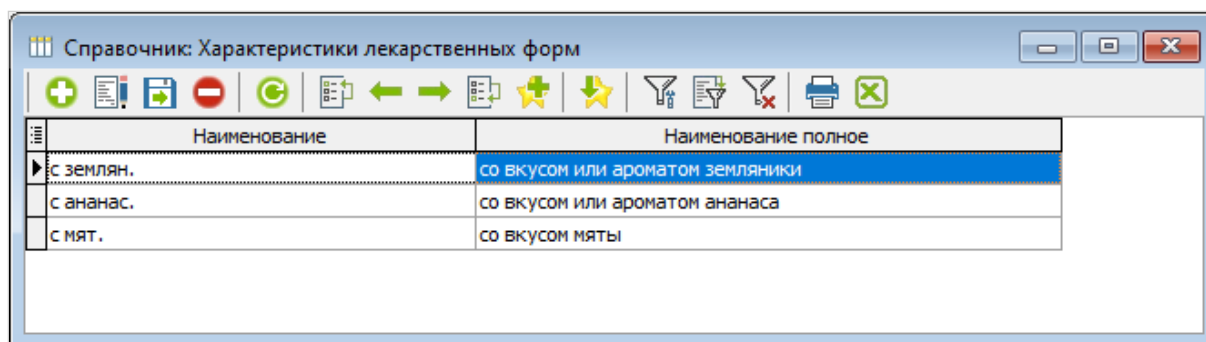 Справочник: Характеристики лекарственных форм
Наименование Наименование полное
с землян. со вкусом или ароматом земляники
с ананас. со вкусом или ароматом ананаса
с мят. со вкусом мяты